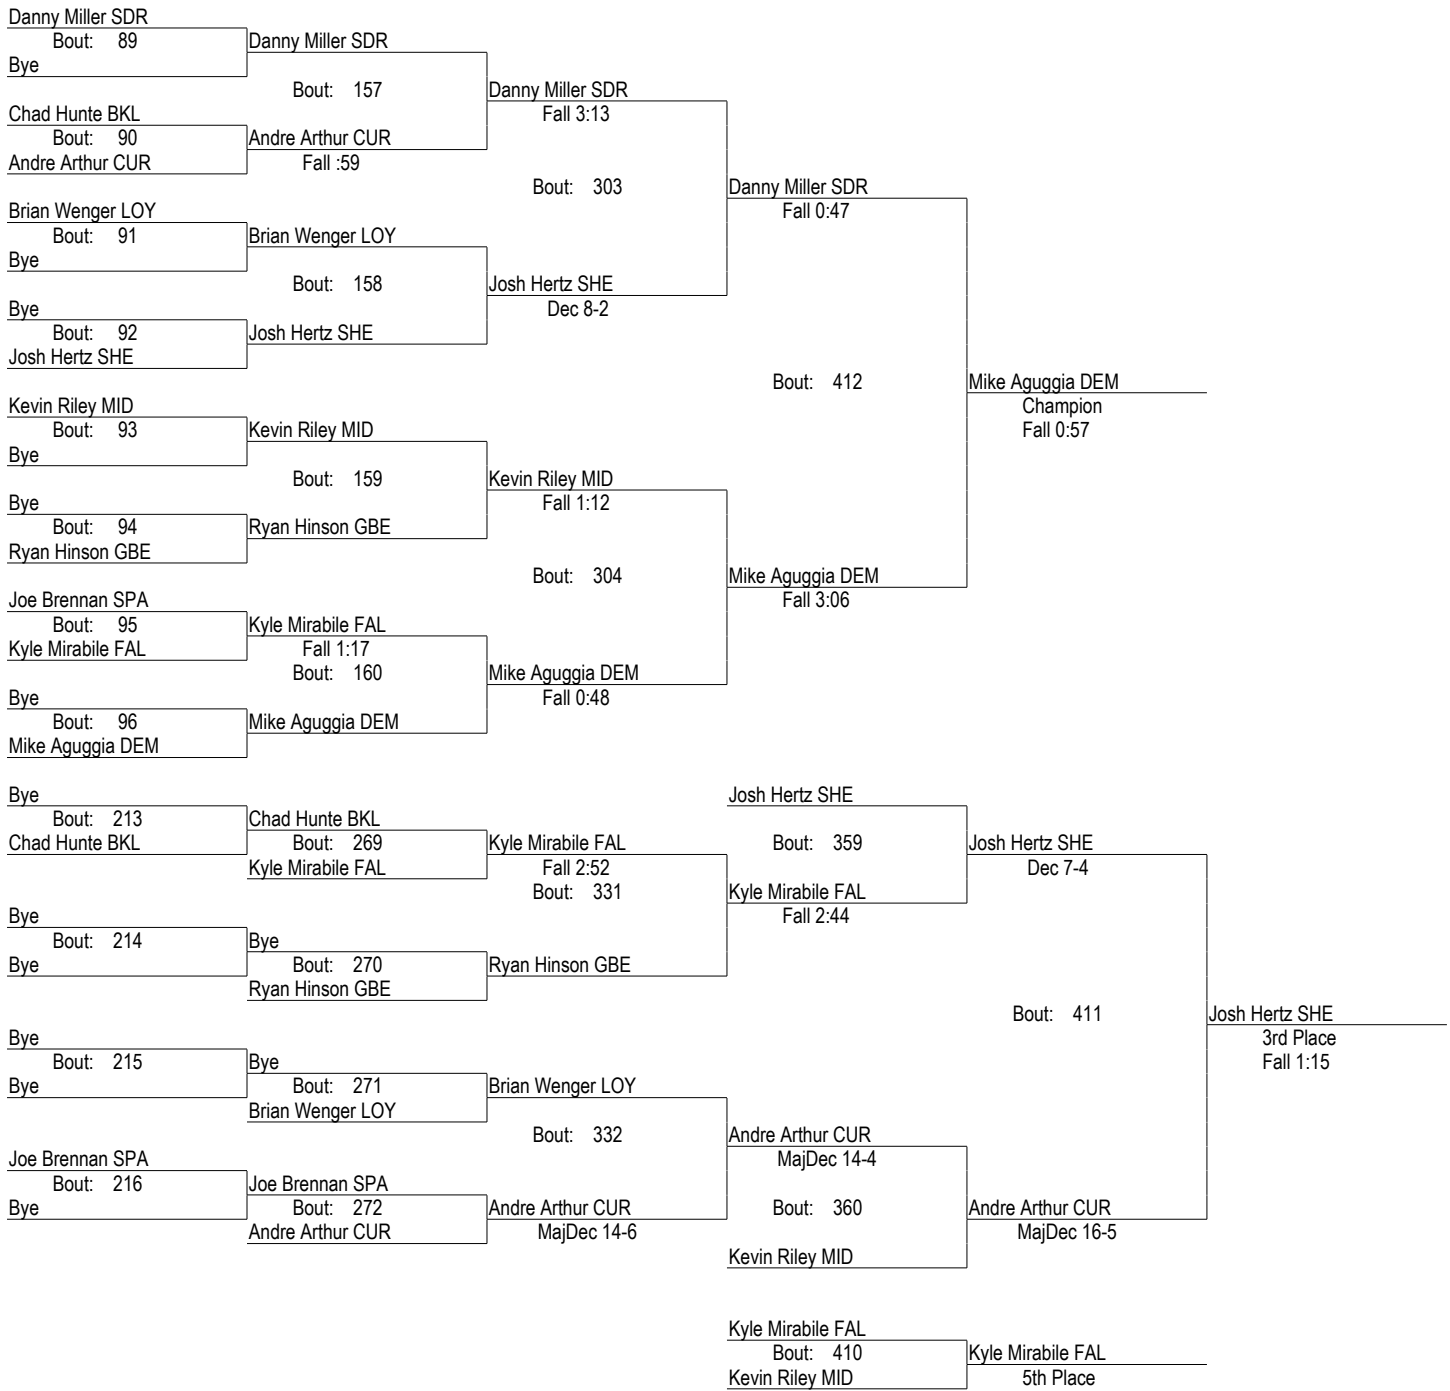 Danny Miller SDR
Bout: 89
Danny Miller SDR
Bye
Bout: 157
Danny Miller SDR
Chad Hunte BKL
Fall 3:13
Bout: 90
Andre Arthur CUR
Andre Arthur CUR
Fall :59
Bout: 303
Danny Miller SDR
Brian Wenger LOY
Fall 0:47
Bout: 91
Brian Wenger LOY
Bye
Bout: 158
Josh Hertz SHE
Bye
Dec 8-2
Bout: 92
Josh Hertz SHE
Josh Hertz SHE
Bout: 412
Mike Aguggia DEM
Kevin Riley MID
Champion
Bout: 93
Kevin Riley MID
Fall 0:57
Bye
Bout: 159
Kevin Riley MID
Bye
Fall 1:12
Bout: 94
Ryan Hinson GBE
Ryan Hinson GBE
Bout: 304
Mike Aguggia DEM
Joe Brennan SPA
Fall 3:06
Bout: 95
Kyle Mirabile FAL
Kyle Mirabile FAL
Fall 1:17
Bout: 160
Mike Aguggia DEM
Bye
Fall 0:48
Bout: 96
Mike Aguggia DEM
Mike Aguggia DEM
Bye
Josh Hertz SHE
Bout: 213
Chad Hunte BKL
Chad Hunte BKL
Bout: 269
Kyle Mirabile FAL
Bout: 359
Josh Hertz SHE
Kyle Mirabile FAL
Fall 2:52
Dec 7-4
Bout: 331
Kyle Mirabile FAL
Bye
Fall 2:44
Bout: 214
Bye
Bye
Bout: 270
Ryan Hinson GBE
Ryan Hinson GBE
Bout: 411
Josh Hertz SHE
Bye
3rd Place
Bout: 215
Bye
Fall 1:15
Bye
Bout: 271
Brian Wenger LOY
Brian Wenger LOY
Bout: 332
Andre Arthur CUR
Joe Brennan SPA
MajDec 14-4
Bout: 216
Joe Brennan SPA
Bye
Bout: 272
Andre Arthur CUR
Bout: 360
Andre Arthur CUR
Andre Arthur CUR
MajDec 14-6
MajDec 16-5
Kevin Riley MID
Kyle Mirabile FAL
Bout: 410
Kyle Mirabile FAL
Kevin Riley MID
5th Place